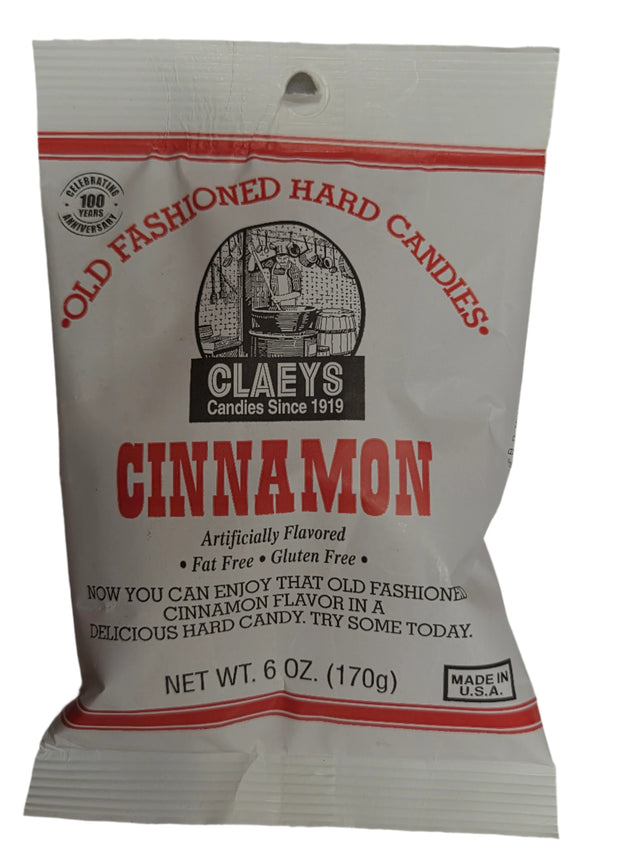 CELEBRATING
100
YEARS
ANNIVERSARY
•OLD FASHIONED HARD CANDIES•
CLAEYS
Candies Since 1919
CINNAMON
Artificially Flavored
• Fat Free • Gluten Free •
NOW YOU CAN ENJOY THAT OLD FASHIONED
CINNAMON FLAVOR IN A
DELICIOUS HARD CANDY. TRY SOME TODAY.
NET WT. 6 OZ. (170g)
MADE IN
U.S.A.